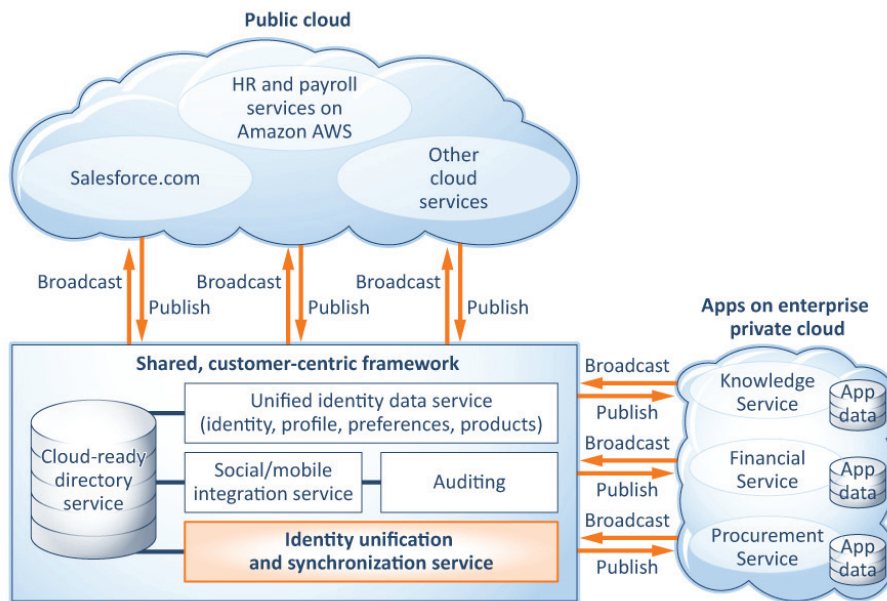 Public cloud
HR and payroll
services on
Amazon AWS
Salesforce.com
Other
cloud
services
Broadcast
Publish
Broadcast
Publish
Broadcast
Publish
Shared, customer-centric framework
Cloud-ready
directory
service
Unified identity data service
(identity, profile, preferences, products)
Social/mobile
integration service
Auditing
Identity unification
and synchronization service
Apps on enterprise
private cloud
Broadcast
Publish
Knowledge
Service
App
data
Broadcast
Publish
Financial
Service
App
data
Broadcast
Publish
Procurement
Service
App
data